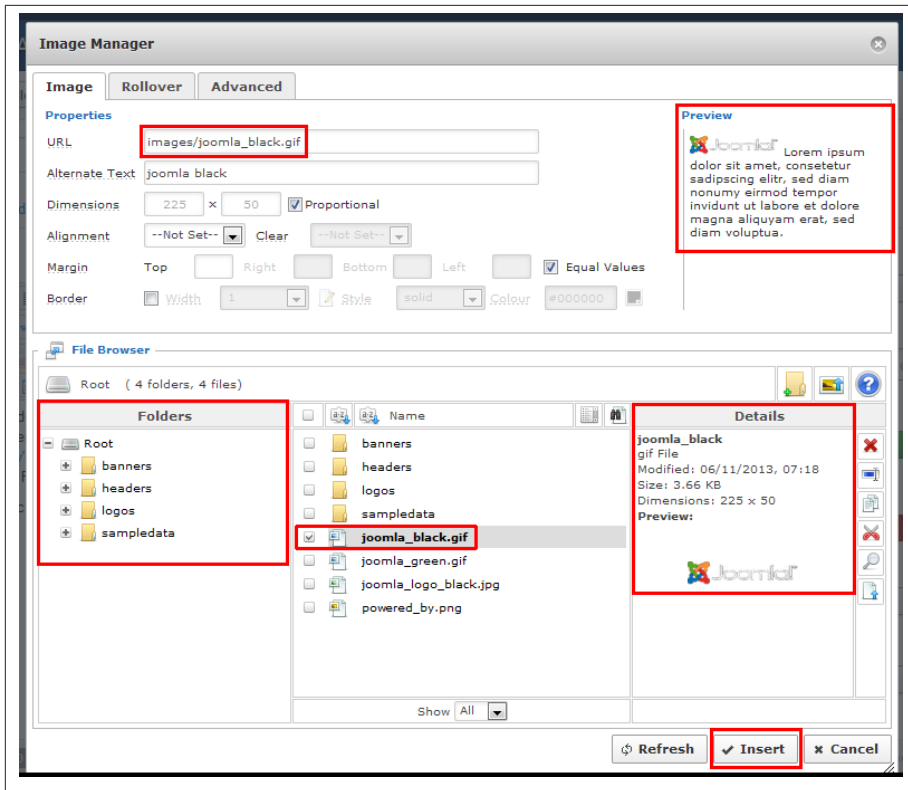 Image Manager
Image Rollover Advanced
Properties
URL images/joomla_black.gif
Alternate Text joomla black
Dimensions 225 x 50 Proportional
Alignment --Not Set-- Clear --Not Set--
Margin Top Right Bottom Left Equal Values
Border Width 1 Style solid Colour #000000
Preview
Joomla! Lorem ipsum
dolor sit amet, consetetur
sadipscing elitr, sed diam
nonumy eirmod tempor
invidunt ut labore et dolore
magna aliquyam erat, sed
diam voluptua.
File Browser
Root ( 4 folders, 4 files)
Folders
Root
banners
headers
logos
sampledata
Name
banners
headers
logos
sampledata
joomla_black.gif
joomla_green.gif
joomla_logo_black.jpg
powered_by.png
Show All
Details
joomla_black
gif File
Modified: 06/11/2013, 07:18
Size: 3.66 KB
Dimensions: 225 x 50
Preview:
Joomla!
Refresh Insert Cancel